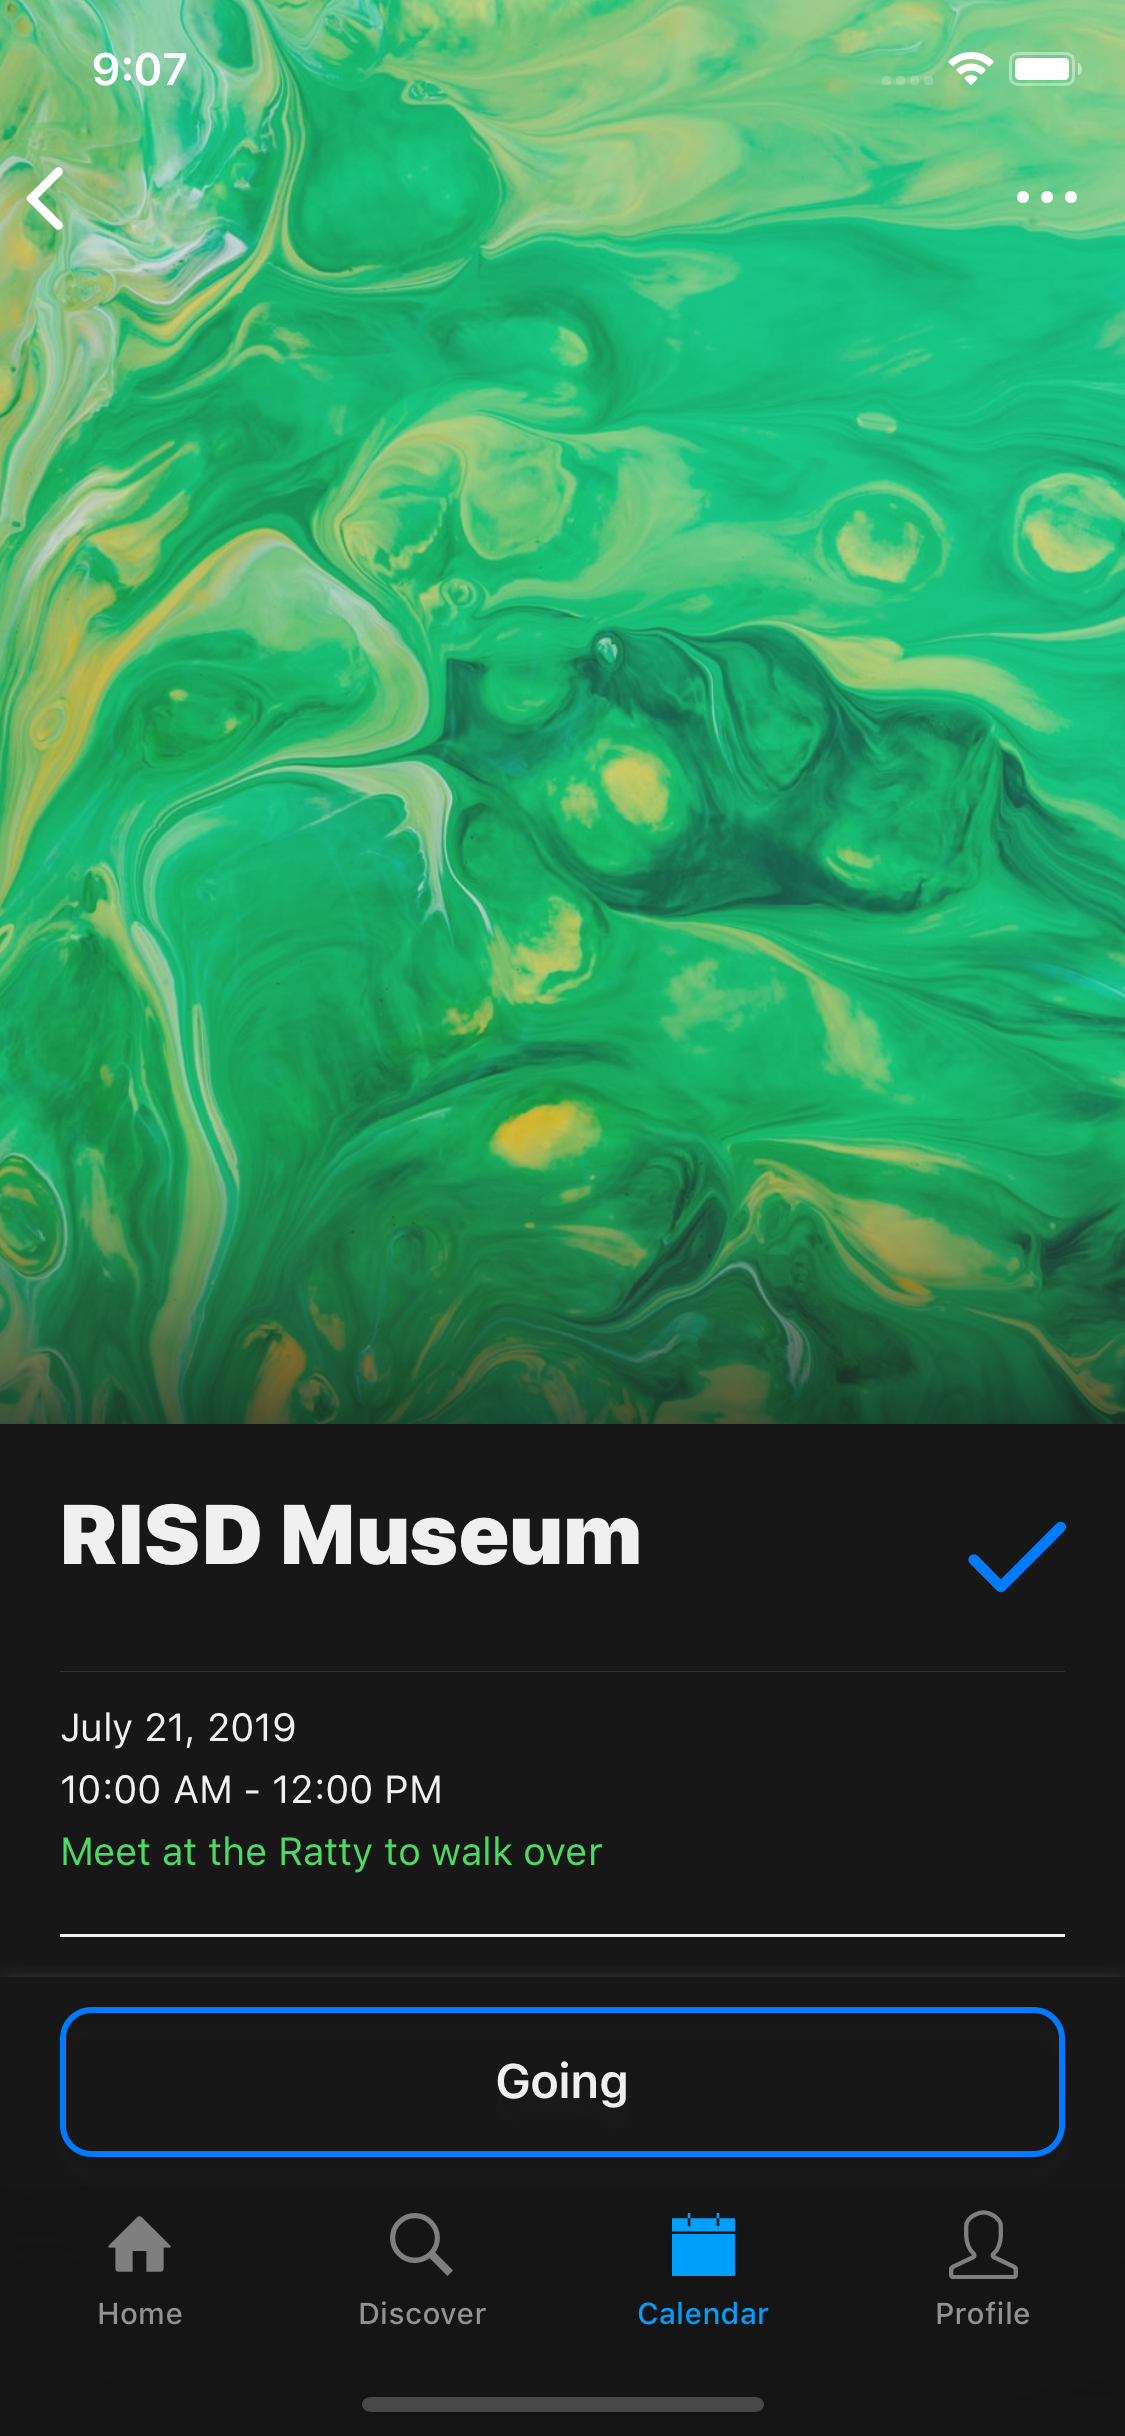 9:07
RISD Museum
July 21, 2019
10:00 AM - 12:00 PM
Meet at the Ratty to walk over
Going
Home
Discover
Calendar
Profile